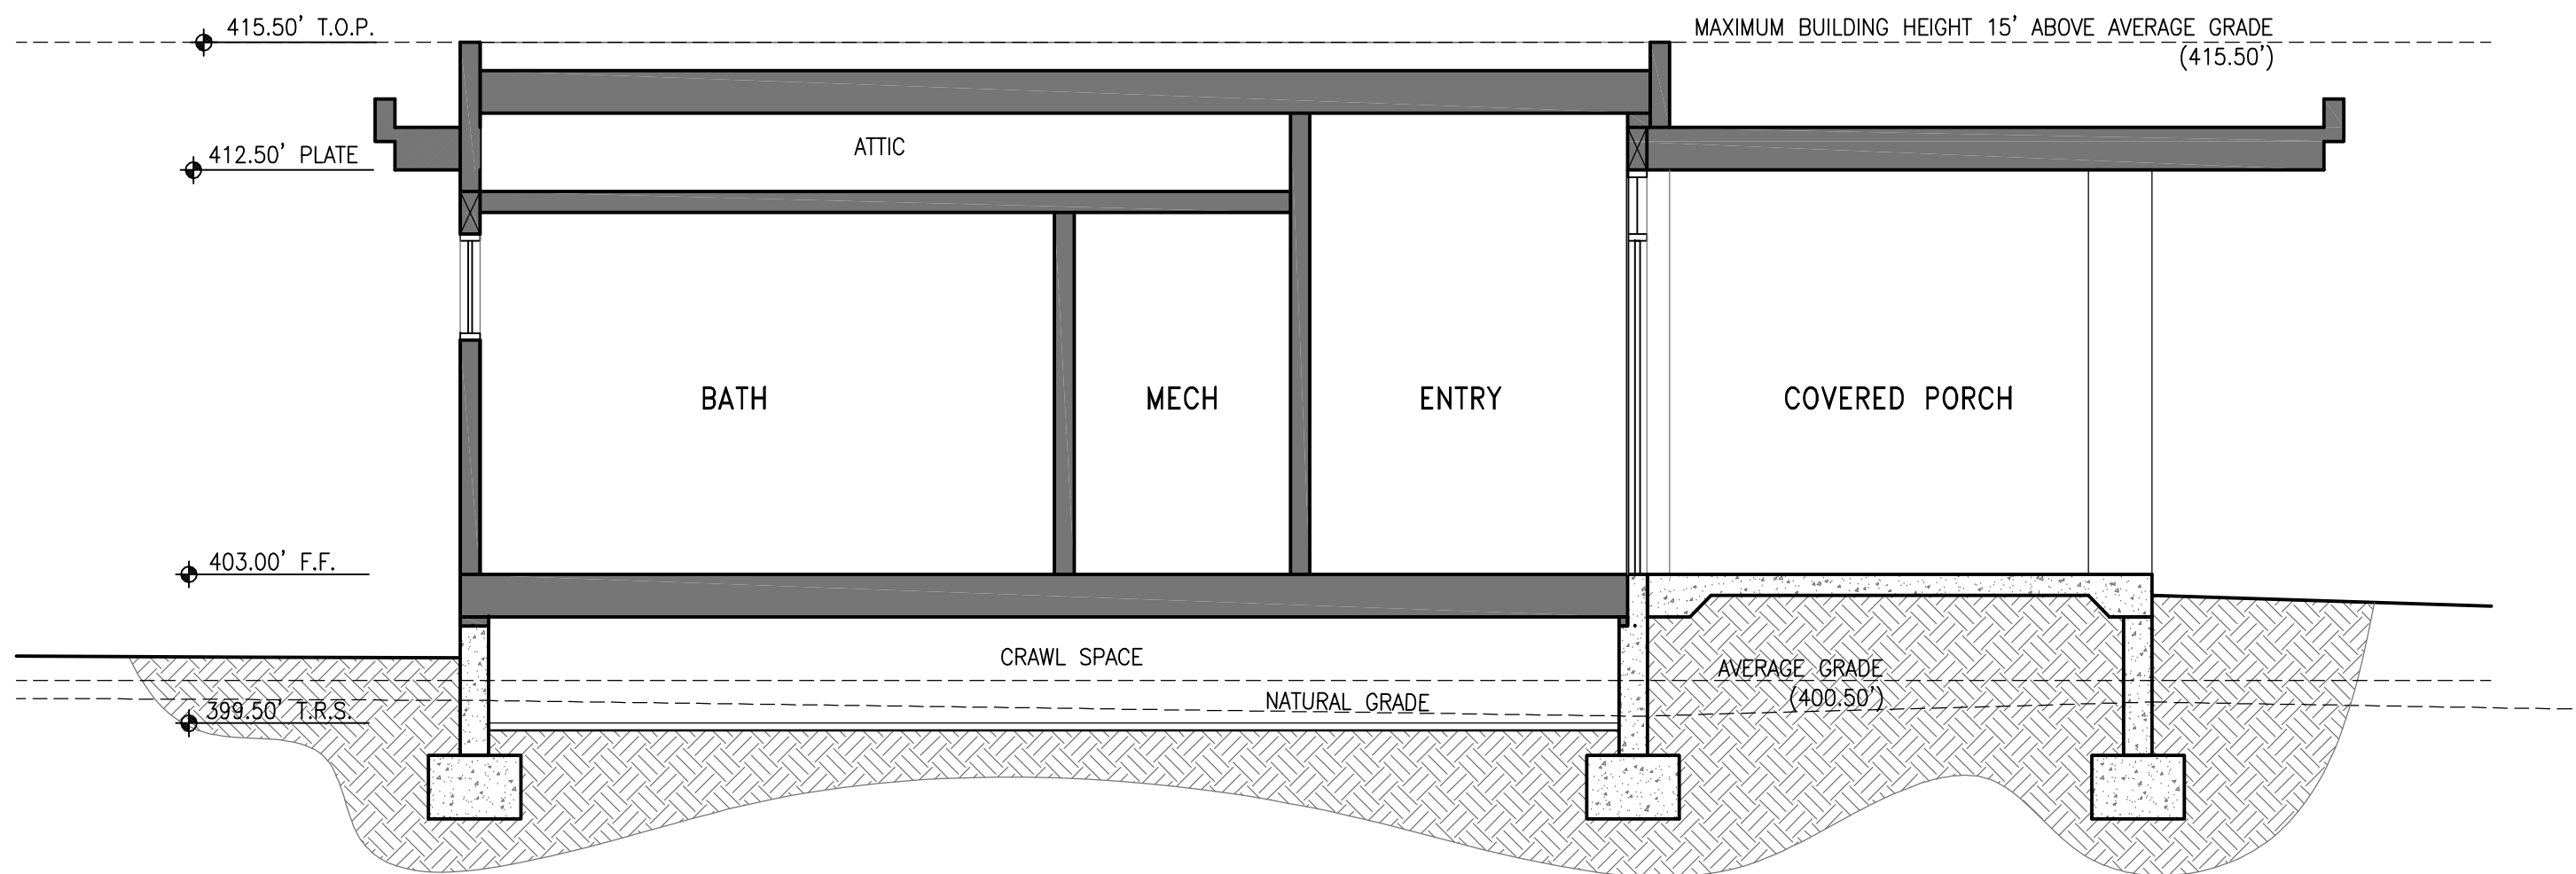 415.50' T.O.P.
MAXIMUM BUILDING HEIGHT 15' ABOVE AVERAGE GRADE
(415.50')
412.50' PLATE
ATTIC
BATH
MECH
ENTRY
COVERED PORCH
403.00' F.F.
CRAWL SPACE
AVERAGE GRADE
(400.50')
NATURAL GRADE
399.50' T.R.S.